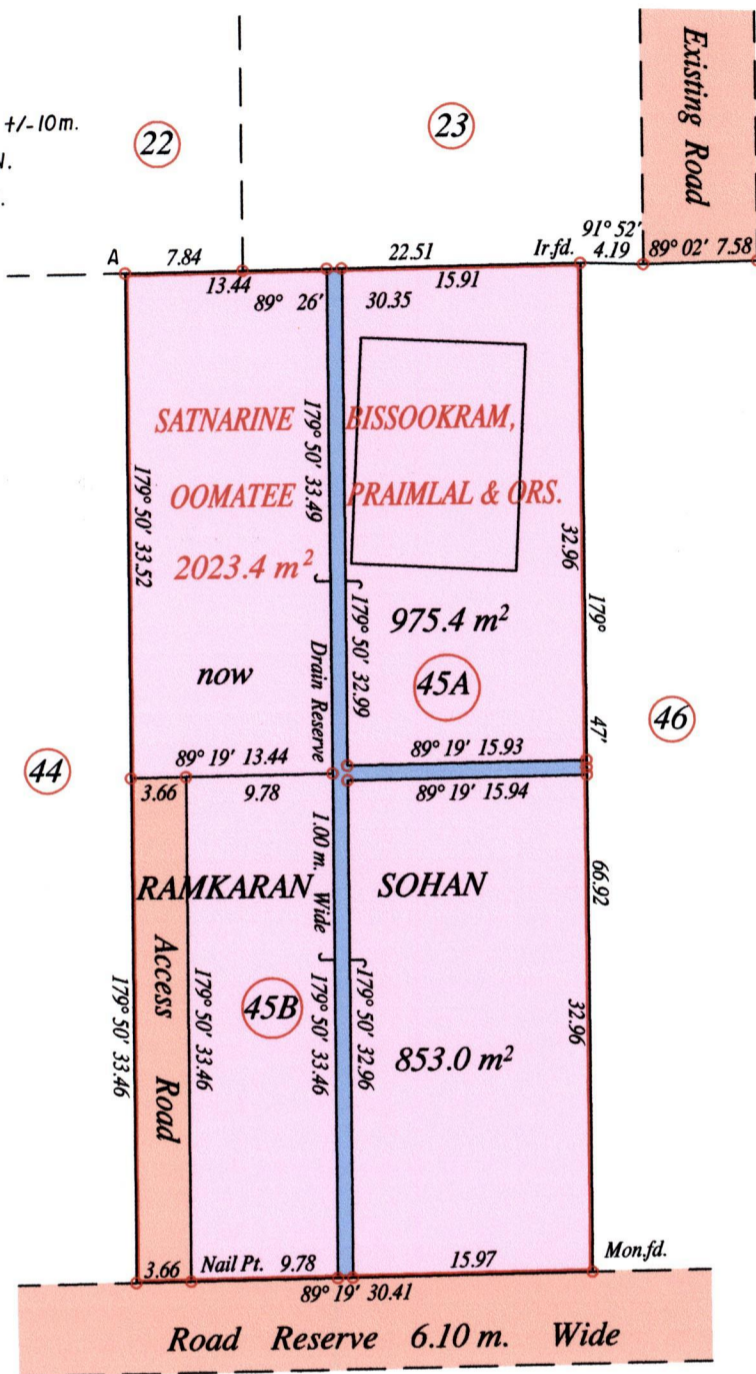 +/-10m.
22
23
Existing Road
A
7.84
22.51
Ir.fd.
91° 52'
4.19
89° 02' 7.58
13.44
89° 26'
30.35
15.91
SATNARINE BISSOOKRAM,
OOMATEE PRAIMLAL & ORS.
2023.4 m²
179° 50' 33.49
179° 50' 33.52
32.96
179° 47'
66.92
179° 50' 32.99
975.4 m²
45A
now
Drain Reserve
1.00 m. Wide
46
44
89° 19' 13.44
89° 19' 15.93
3.66
9.78
89° 19' 15.94
RAMKARAN SOHAN
Access Road
179° 50' 33.46
179° 50' 33.46
45B
179° 50' 33.46
179° 50' 32.96
853.0 m²
32.96
3.66
Nail Pt.
9.78
15.97
Mon.fd.
89° 19' 30.41
Road Reserve 6.10 m. Wide